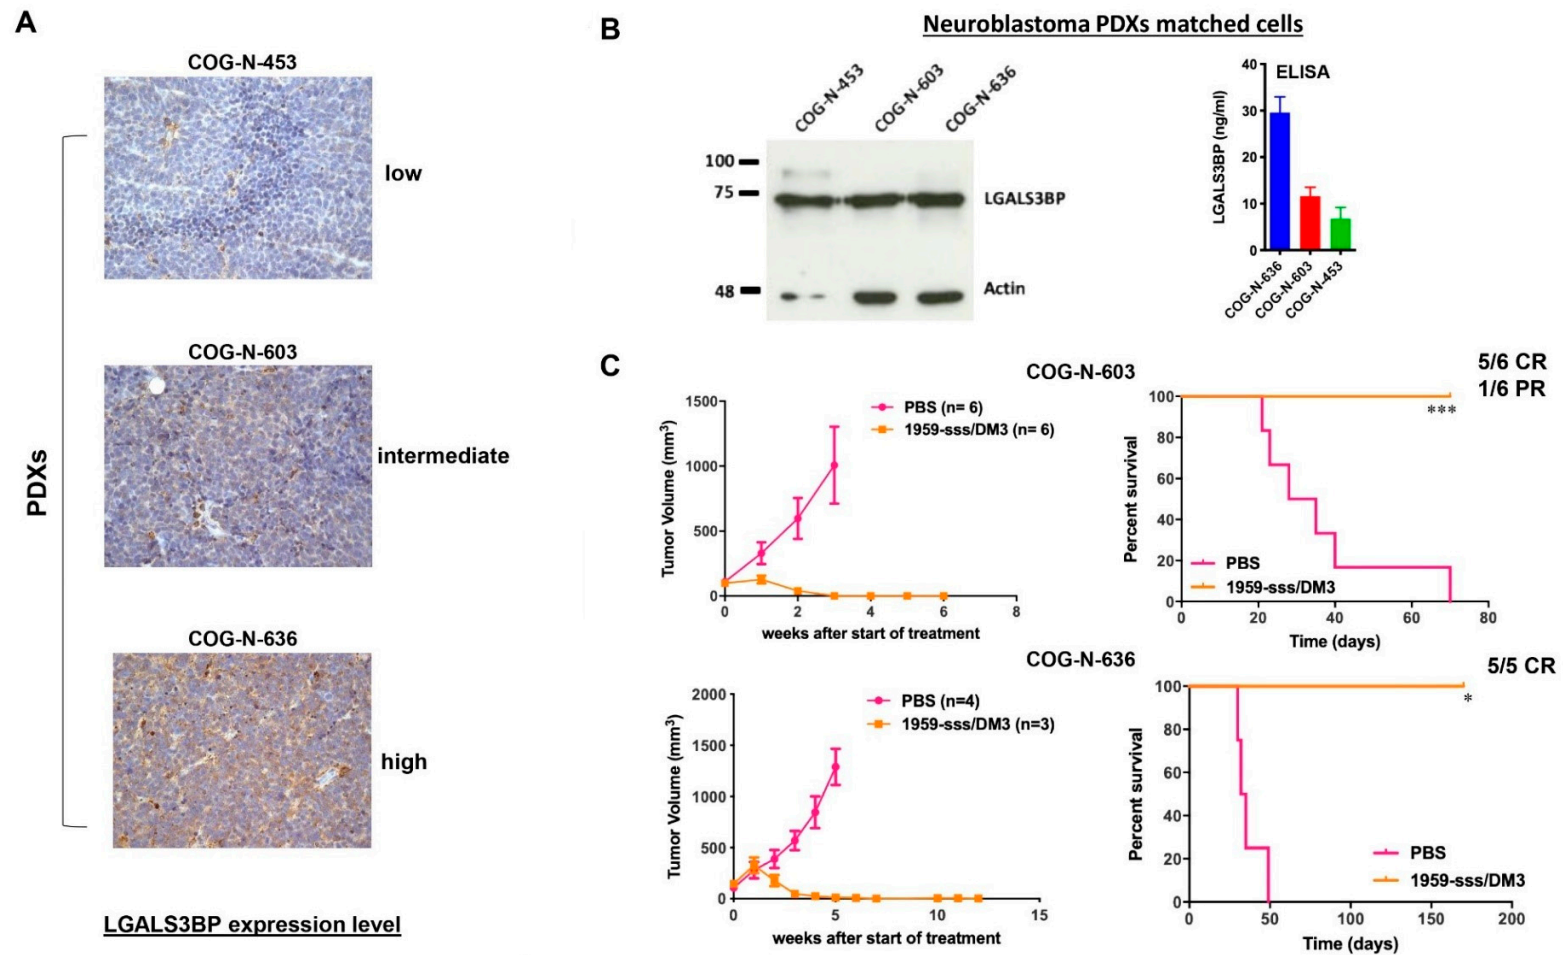 A
COG-N-453
low
COG-N-603
intermediate
PDXs
COG-N-636
high
LGALS3BP expression level
B
Neuroblastoma PDXs matched cells
COG-N-453
COG-N-603
COG-N-636
100
75
48
LGALS3BP
Actin
ELISA
LGALS3BP (ng/ml)
40
30
20
10
0
COG-N-636
COG-N-603
COG-N-453
C
COG-N-603
5/6 CR
1/6 PR
Tumor Volume (mm3)
1500
1000
500
0
0 2 4 6 8
weeks after start of treatment
PBS (n= 6)
1959-sss/DM3 (n= 6)
Percent survival
100
80
60
40
20
0
***
PBS
1959-sss/DM3
0 20 40 60 80
Time (days)
COG-N-636
5/5 CR
Tumor Volume (mm3)
2000
1500
1000
500
0
0 5 10 15
weeks after start of treatment
PBS (n=4)
1959-sss/DM3 (n=3)
Percent survival
100
80
60
40
20
0
*
PBS
1959-sss/DM3
0 50 100 150 200
Time (days)